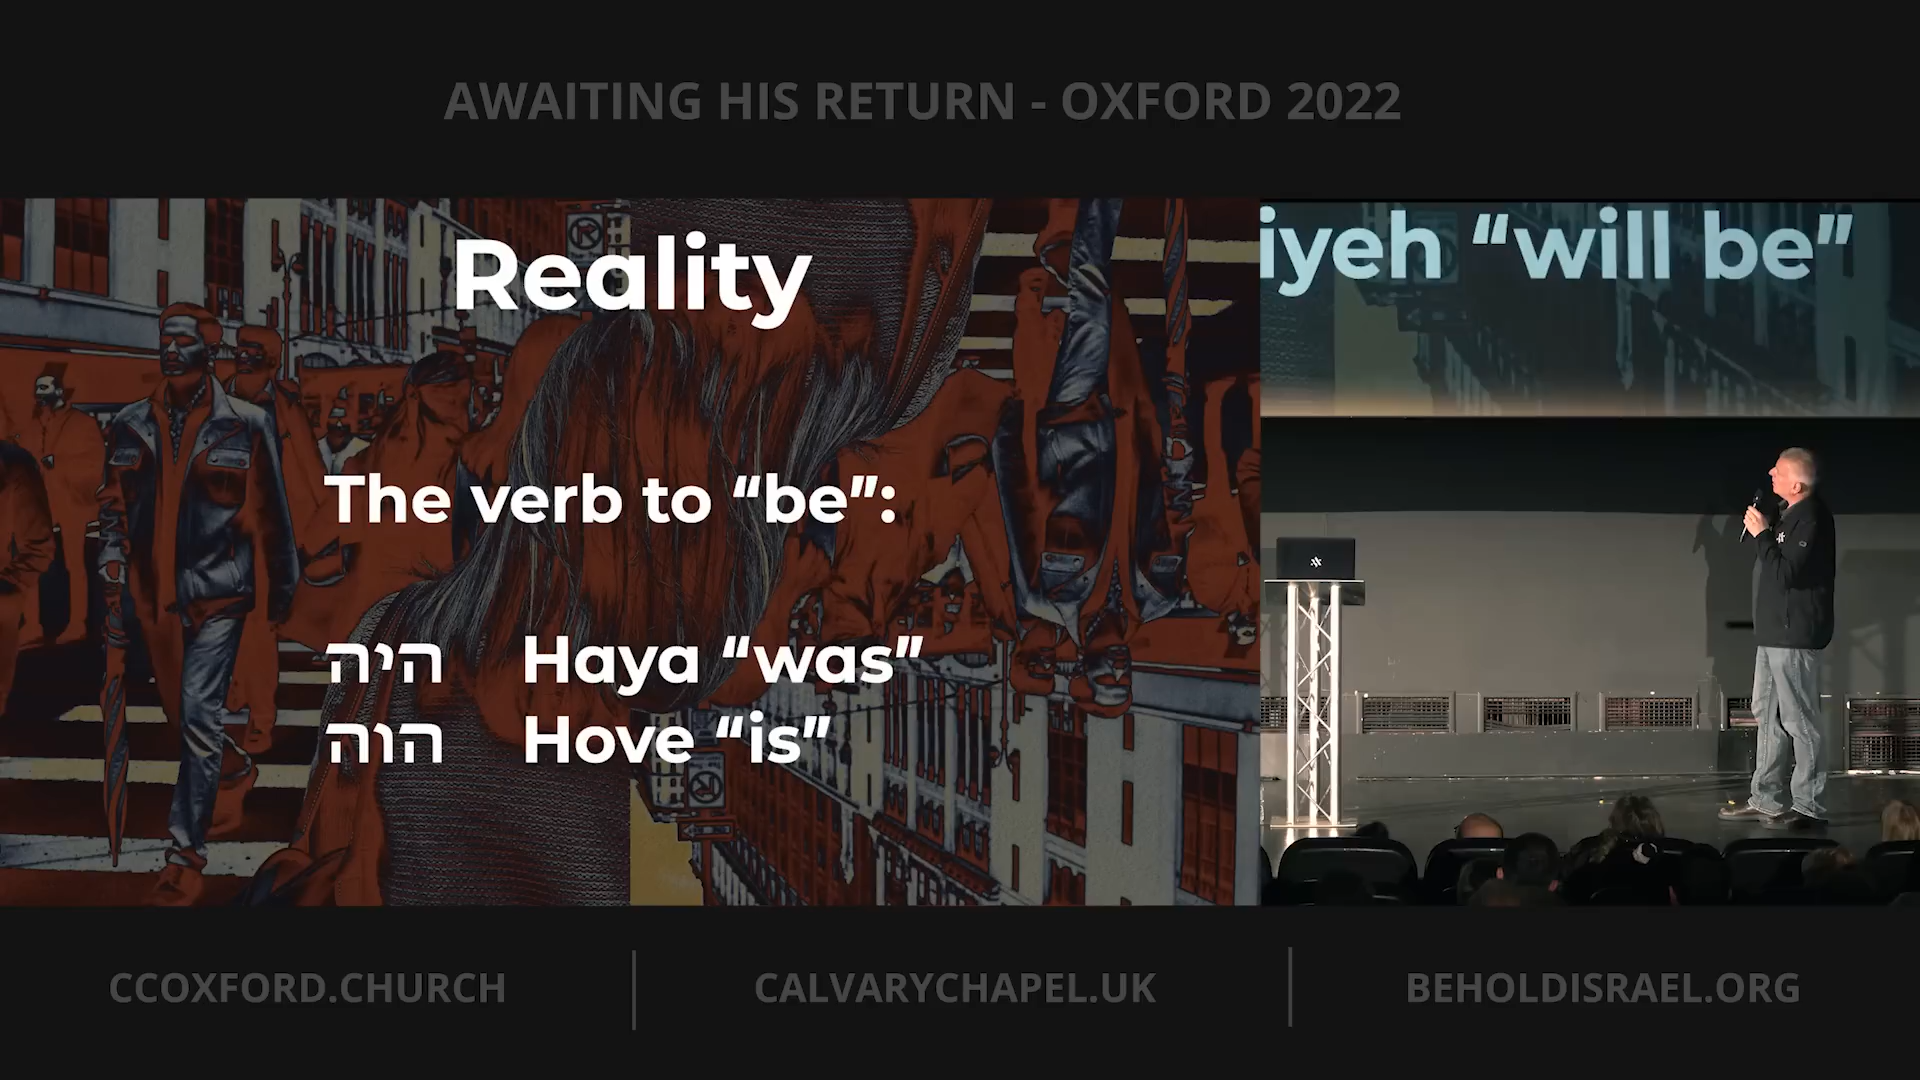 AWAITING HIS RETURN - OXFORD 2022
Reality
The verb to “be”:
היה Haya “was”
הוה Hove “is”
iyeh “will be”
CCOXFORD.CHURCH
CALVARYCHAPEL.UK
BEHOLDISRAEL.ORG